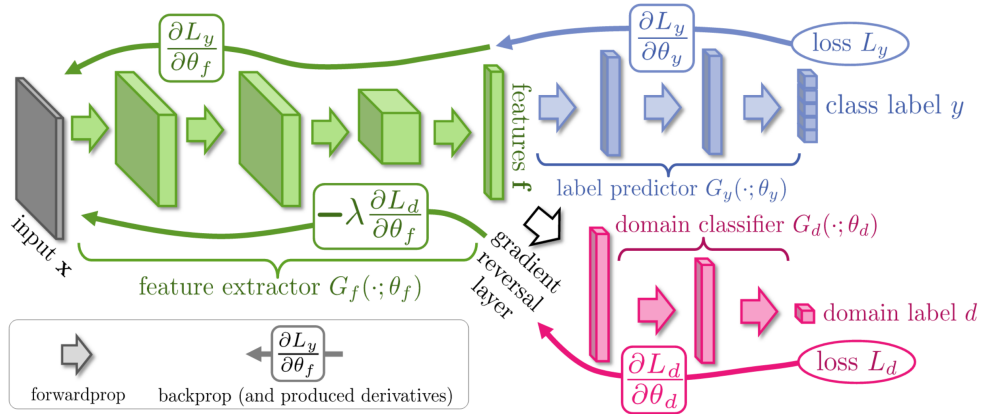 ∂L_y
∂θ_f
∂L_y
∂θ_y
loss L_y
features f
class label y
label predictor G_y(·;θ_y)
input x
−λ ∂L_d
∂θ_f
gradient
reversal
layer
domain classifier G_d(·;θ_d)
feature extractor G_f(·;θ_f)
domain label d
∂L_y
∂θ_f
forwardprop
backprop (and produced derivatives)
∂L_d
∂θ_d
loss L_d